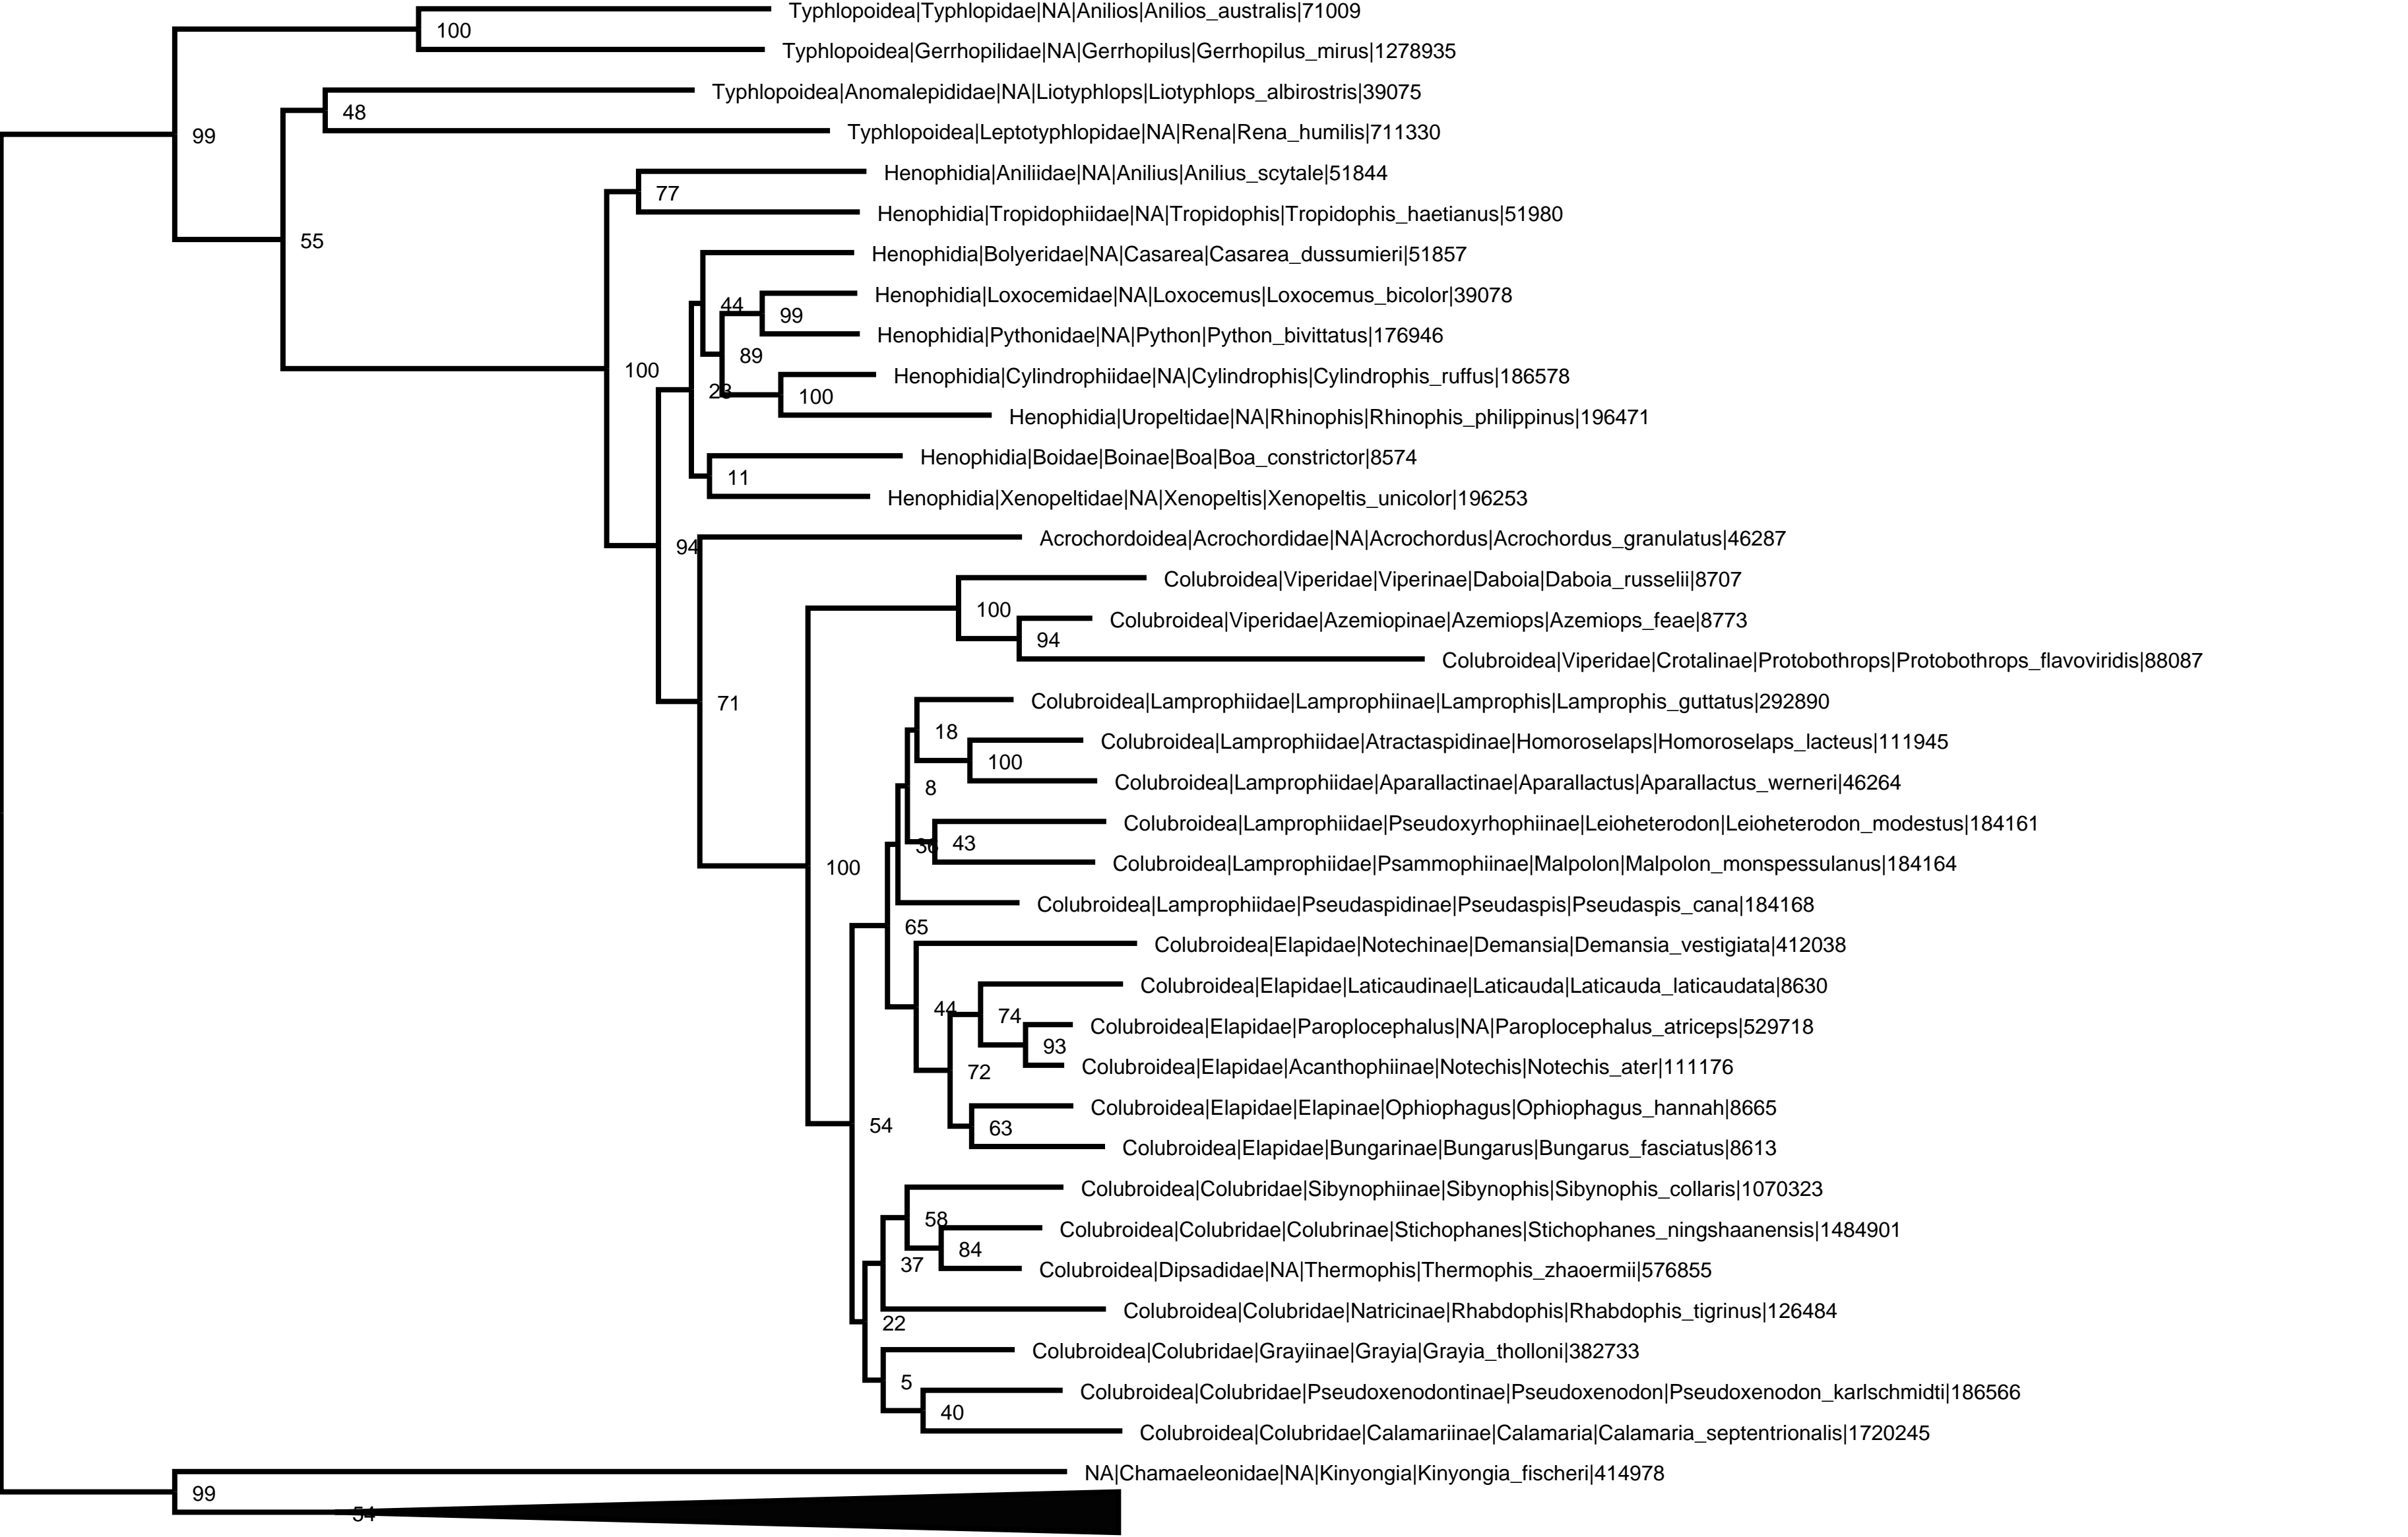 Typhlopoidea|Typhlopidae|NA|Anilios|Anilios_australis|71009
100
Typhlopoidea|Gerrhopilidae|NA|Gerrhopilus|Gerrhopilus_mirus|1278935
Typhlopoidea|Anomalepididae|NA|Liotyphlops|Liotyphlops_albirostris|39075
48
99
Typhlopoidea|Leptotyphlopidae|NA|Rena|Rena_humilis|711330
Henophidia|Aniliidae|NA|Anilius|Anilius_scytale|51844
77
Henophidia|Tropidophiidae|NA|Tropidophis|Tropidophis_haetianus|51980
55
Henophidia|Bolyeridae|NA|Casarea|Casarea_dussumieri|51857
Henophidia|Loxocemidae|NA|Loxocemus|Loxocemus_bicolor|39078
44
99
Henophidia|Pythonidae|NA|Python|Python_bivittatus|176946
89
100
Henophidia|Cylindrophiidae|NA|Cylindrophis|Cylindrophis_ruffus|186578
23
100
Henophidia|Uropeltidae|NA|Rhinophis|Rhinophis_philippinus|196471
Henophidia|Boidae|Boinae|Boa|Boa_constrictor|8574
11
Henophidia|Xenopeltidae|NA|Xenopeltis|Xenopeltis_unicolor|196253
Acrochordoidea|Acrochordidae|NA|Acrochordus|Acrochordus_granulatus|46287
94
Colubroidea|Viperidae|Viperinae|Daboia|Daboia_russelii|8707
100
Colubroidea|Viperidae|Azemiopinae|Azemiops|Azemiops_feae|8773
94
Colubroidea|Viperidae|Crotalinae|Protobothrops|Protobothrops_flavoviridis|88087
71
Colubroidea|Lamprophiidae|Lamprophiinae|Lamprophis|Lamprophis_guttatus|292890
18
Colubroidea|Lamprophiidae|Atractaspidinae|Homoroselaps|Homoroselaps_lacteus|111945
100
Colubroidea|Lamprophiidae|Aparallactinae|Aparallactus|Aparallactus_werneri|46264
8
Colubroidea|Lamprophiidae|Pseudoxyrhophiinae|Leioheterodon|Leioheterodon_modestus|184161
36
43
Colubroidea|Lamprophiidae|Psammophiinae|Malpolon|Malpolon_monspessulanus|184164
100
Colubroidea|Lamprophiidae|Pseudaspidinae|Pseudaspis|Pseudaspis_cana|184168
65
Colubroidea|Elapidae|Notechinae|Demansia|Demansia_vestigiata|412038
Colubroidea|Elapidae|Laticaudinae|Laticauda|Laticauda_laticaudata|8630
44
74
Colubroidea|Elapidae|Paroplocephalus|NA|Paroplocephalus_atriceps|529718
93
Colubroidea|Elapidae|Acanthophiinae|Notechis|Notechis_ater|111176
72
Colubroidea|Elapidae|Elapinae|Ophiophagus|Ophiophagus_hannah|8665
54
63
Colubroidea|Elapidae|Bungarinae|Bungarus|Bungarus_fasciatus|8613
Colubroidea|Colubridae|Sibynophiinae|Sibynophis|Sibynophis_collaris|1070323
58
Colubroidea|Colubridae|Colubrinae|Stichophanes|Stichophanes_ningshaanensis|1484901
84
37
Colubroidea|Dipsadidae|NA|Thermophis|Thermophis_zhaoermii|576855
Colubroidea|Colubridae|Natricinae|Rhabdophis|Rhabdophis_tigrinus|126484
22
Colubroidea|Colubridae|Grayiinae|Grayia|Grayia_tholloni|382733
5
Colubroidea|Colubridae|Pseudoxenodontinae|Pseudoxenodon|Pseudoxenodon_karlschmidti|186566
40
Colubroidea|Colubridae|Calamariinae|Calamaria|Calamaria_septentrionalis|1720245
NA|Chamaeleonidae|NA|Kinyongia|Kinyongia_fischeri|414978
99
54